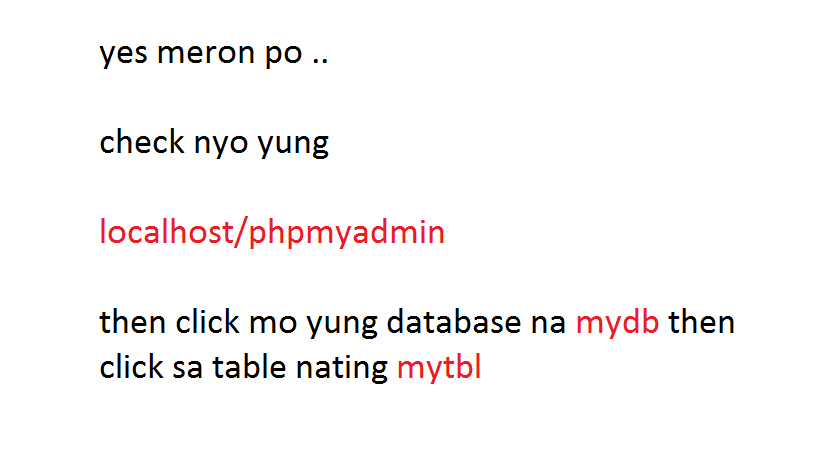 yes meron po ..
check nyo yung
localhost/phpmyadmin
then click mo yung database na mydb then
click sa table nating mytbl